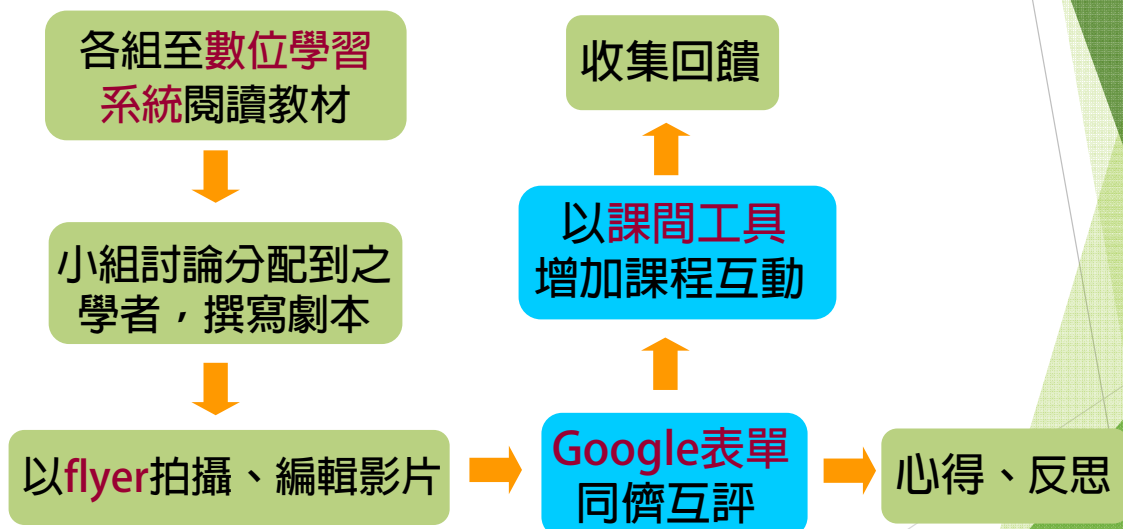 各組至數位學習
系統閱讀教材
小組討論分配到之
學者，撰寫劇本
以flyer拍攝、編輯影片
Google表單
同儕互評
以課間工具
增加課程互動
收集回饋
心得、反思